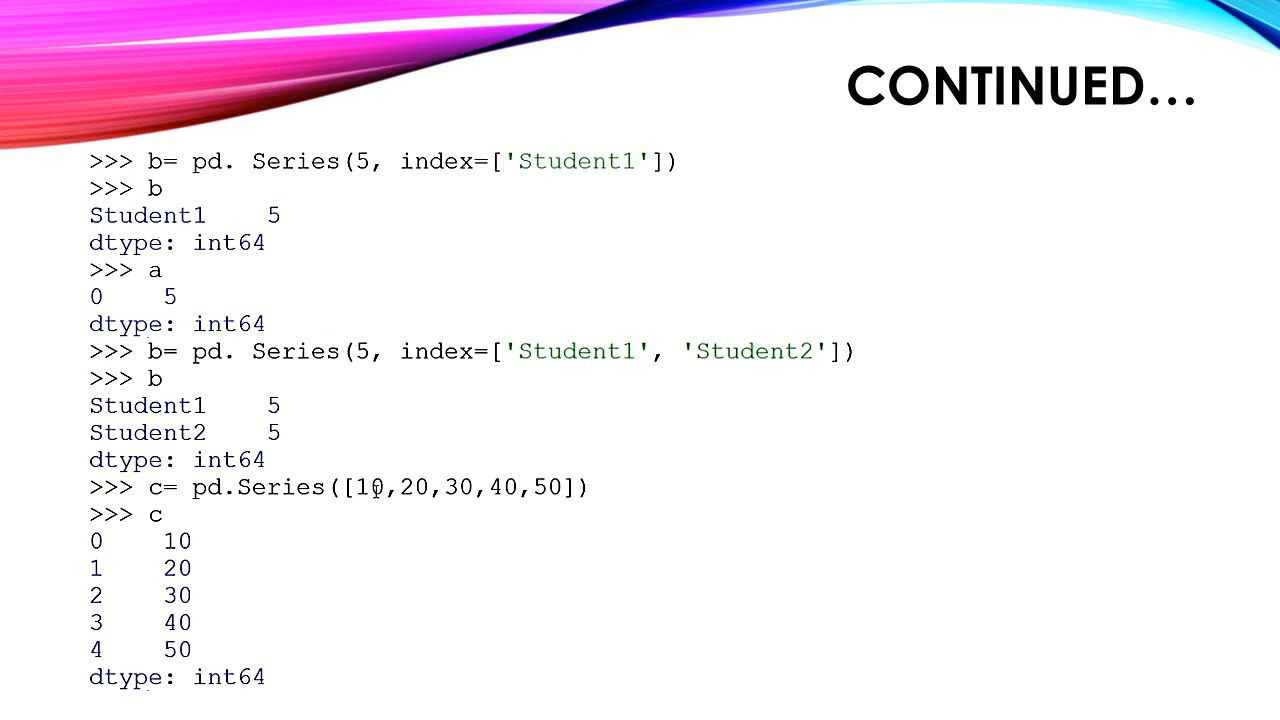 CONTINUED...
>>> b= pd. Series(5, index=['Student1'])
>>> b
Student1    5
dtype: int64
>>> a
0    5
dtype: int64
>>> b= pd. Series(5, index=['Student1', 'Student2'])
>>> b
Student1    5
Student2    5
dtype: int64
>>> c= pd.Series([10,20,30,40,50])
>>> c
0    10
1    20
2    30
3    40
4    50
dtype: int64